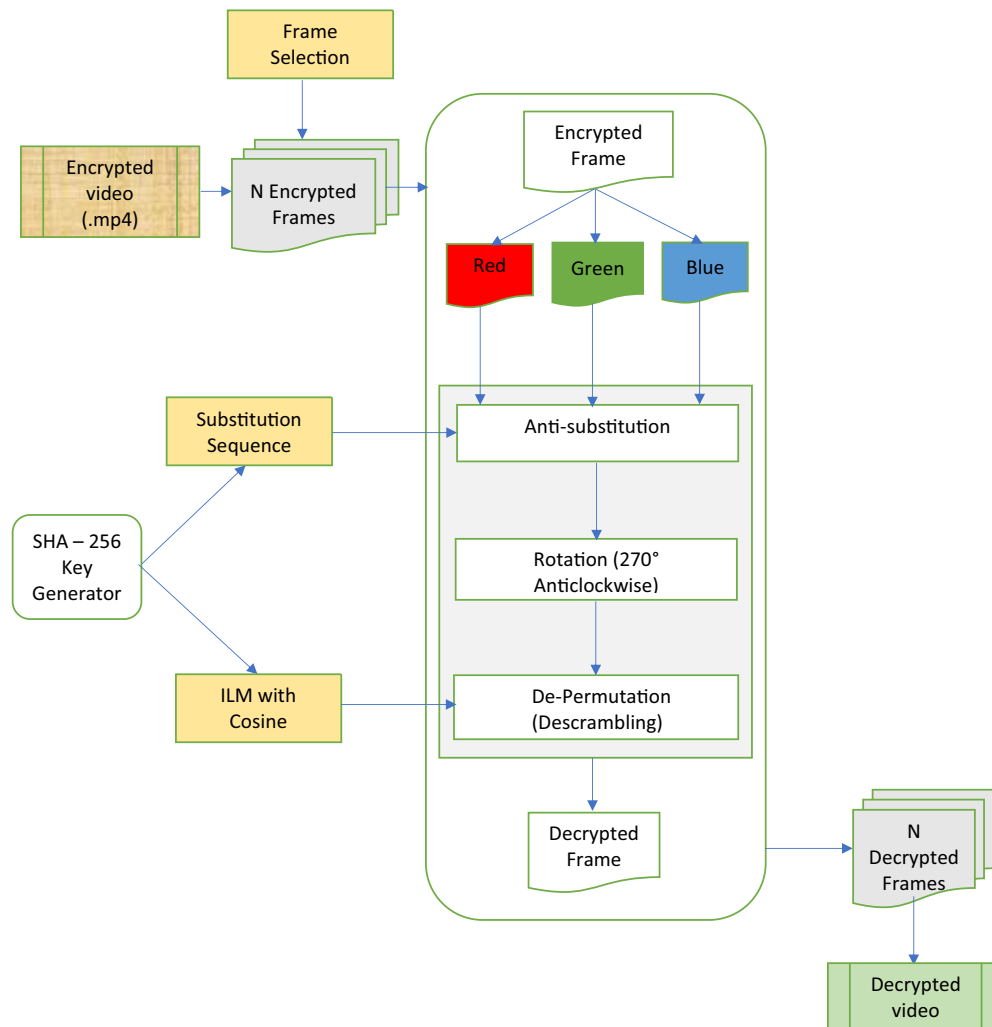 Frame
Selection
Encrypted
video
(.mp4)
N Encrypted
Frames
Encrypted
Frame
Red
Green
Blue
Substitution
Sequence
Anti-substitution
SHA – 256
Key
Generator
Rotation (270°
Anticlockwise)
ILM with
Cosine
De-Permutation
(Descrambling)
Decrypted
Frame
N
Decrypted
Frames
Decrypted
video